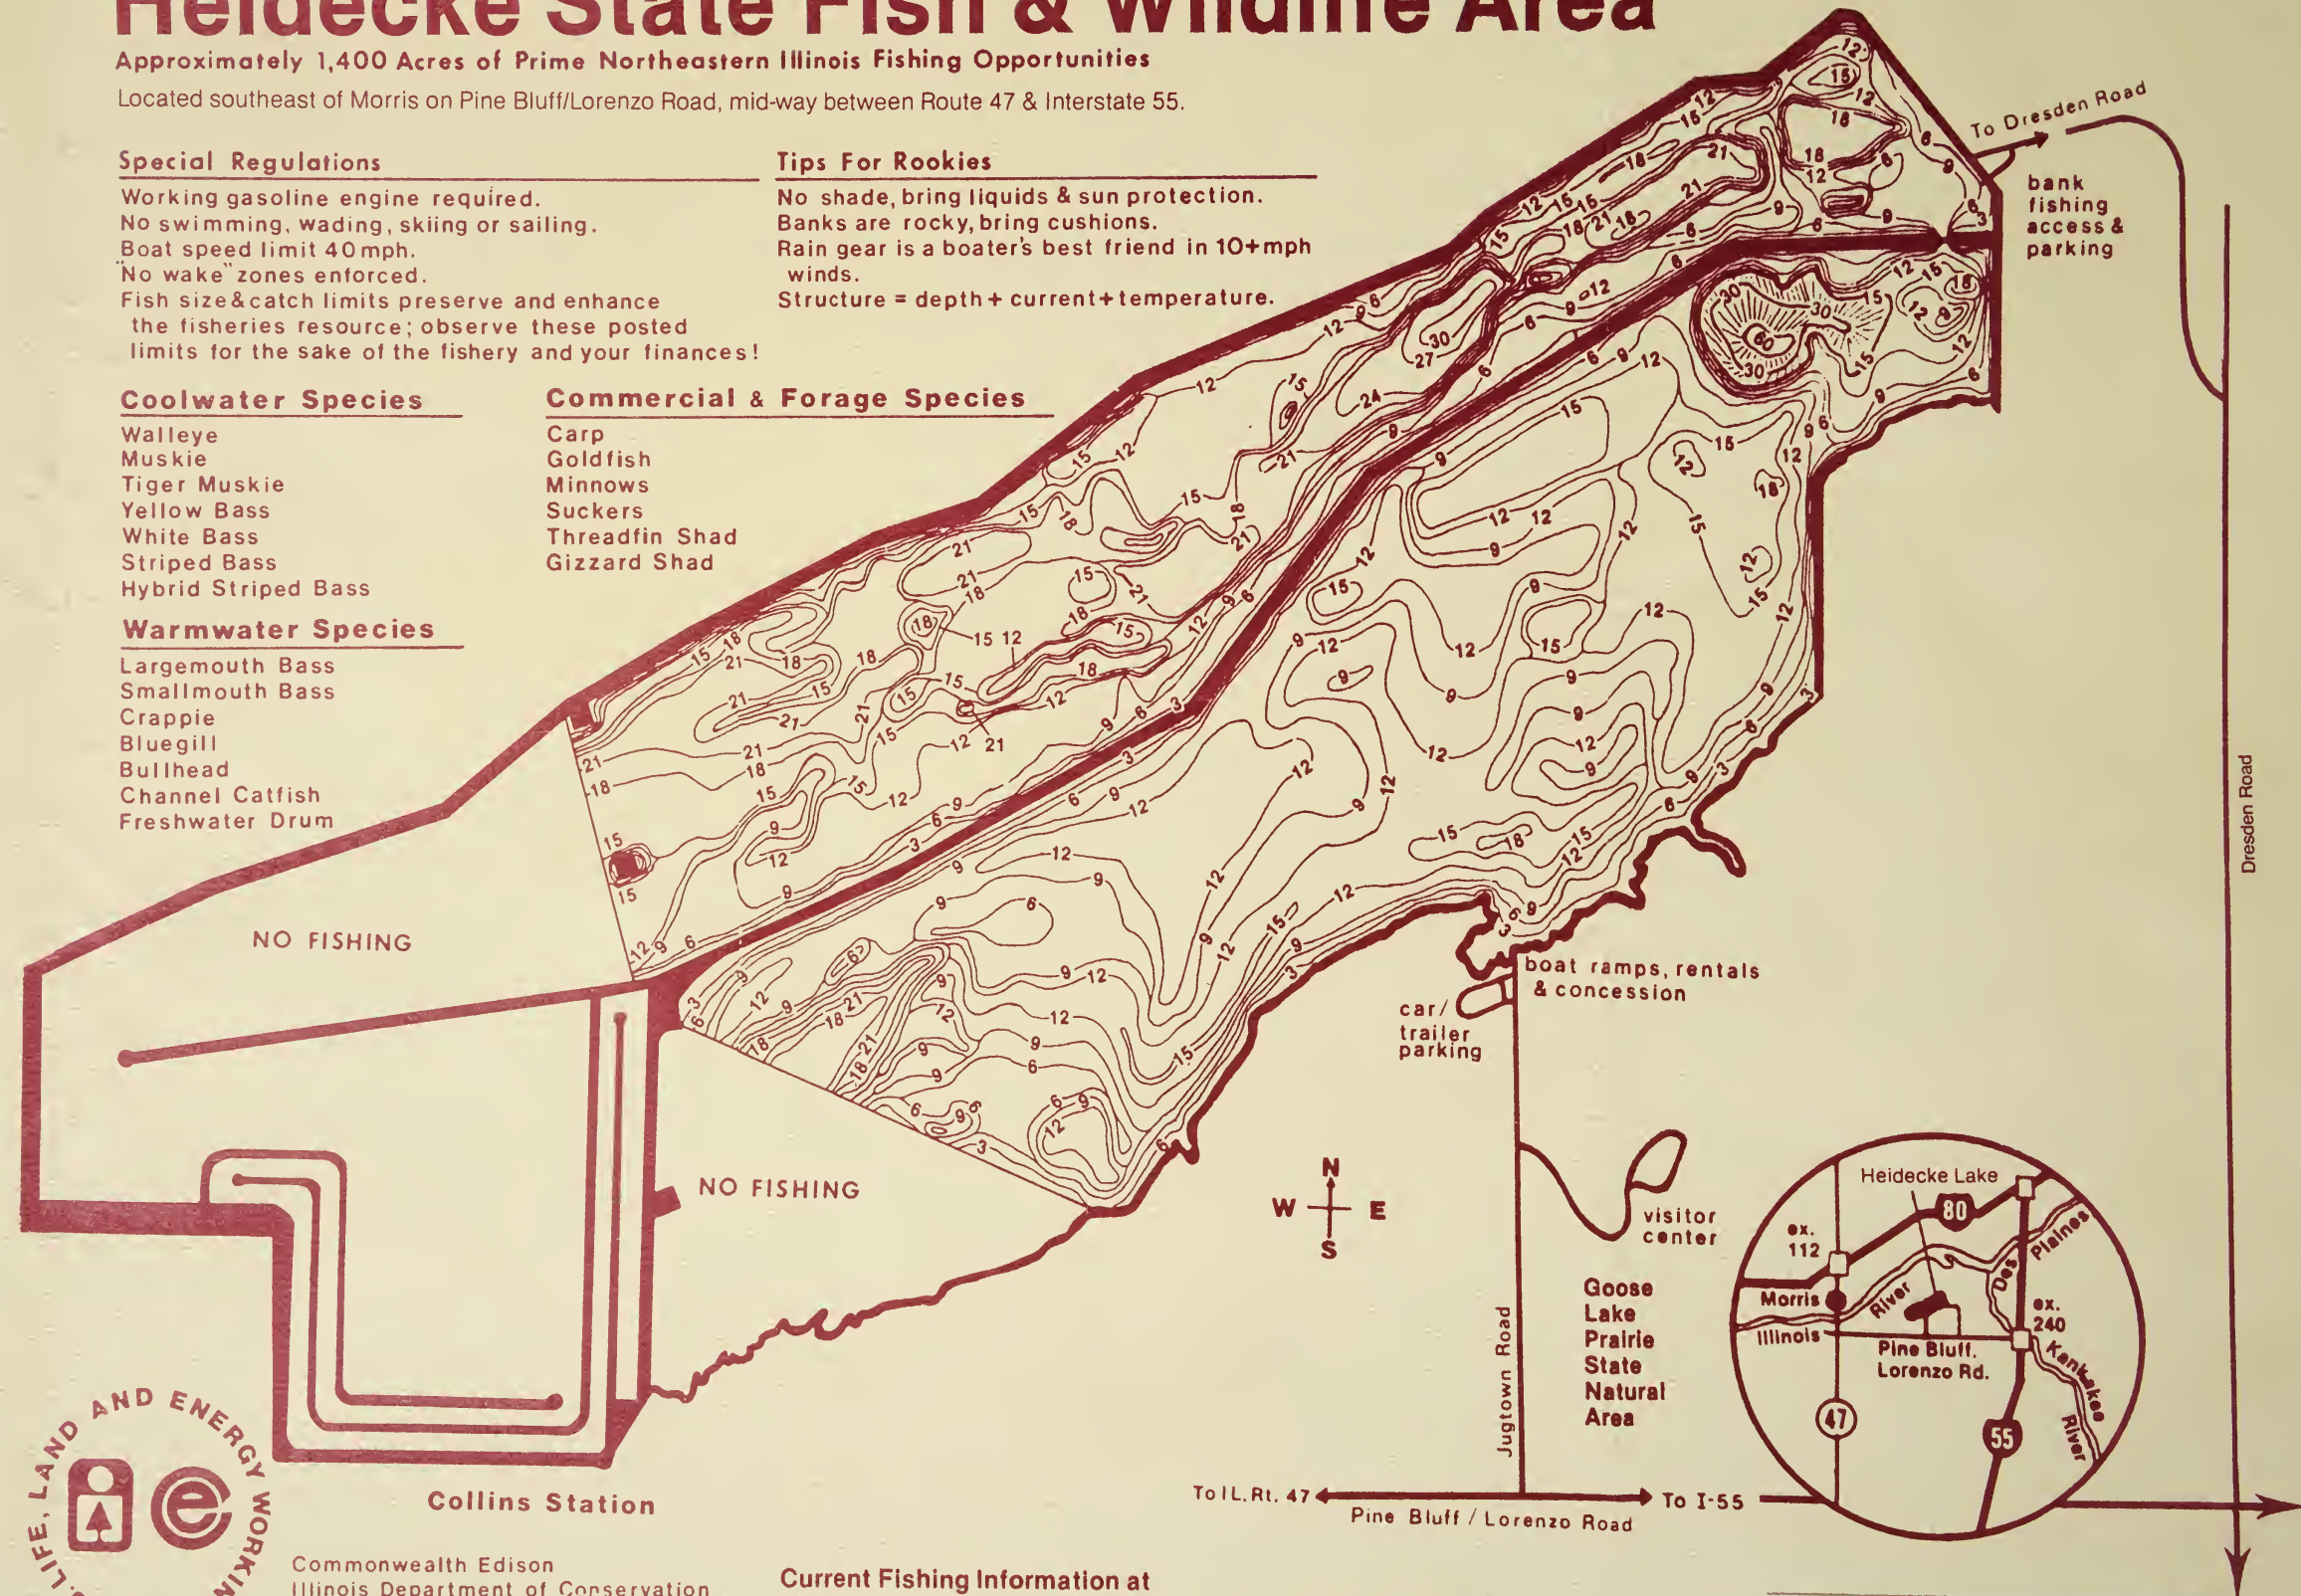 Heidecke State Fish & Wildlife Area
Approximately 1,400 Acres of Prime Northeastern Illinois Fishing Opportunities
Located southeast of Morris on Pine Bluff/Lorenzo Road, mid-way between Route 47 & Interstate 55.
Special Regulations
Working gasoline engine required.
No swimming, wading, skiing or sailing.
Boat speed limit 40mph.
"No wake" zones enforced.
Fish size&catch limits preserve and enhance
the fisheries resource; observe these posted
limits for the sake of the fishery and your finances!
Tips For Rookies
No shade, bring liquids & sun protection.
Banks are rocky, bring cushions.
Rain gear is a boater's best friend in 10+mph
winds.
Structure = depth+current+temperature.
Coolwater Species
Walleye
Muskie
Tiger Muskie
Yellow Bass
White Bass
Striped Bass
Hybrid Striped Bass
Commercial & Forage Species
Carp
Goldfish
Minnows
Suckers
Threadfin Shad
Gizzard Shad
Warmwater Species
Largemouth Bass
Smallmouth Bass
Crappie
Bluegill
Bullhead
Channel Catfish
Freshwater Drum
To Dresden Road
bank
fishing
access &
parking
Dresden Road
NO FISHING
NO FISHING
boat ramps, rentals
& concession
car/
trailer
parking
N
W E
S
visitor
center
Goose
Lake
Prairie
State
Natural
Area
Jugtown Road
To IL. Rt. 47
To I-55
Pine Bluff / Lorenzo Road
Heidecke Lake
80
ex.
112
Des Plaines
Morris
River
Illinois
ex.
240
Pine Bluff.
Lorenzo Rd.
Kankakee
River
47
55
Collins Station
LIFE, LAND AND ENERGY WORKIN
e
Commonwealth Edison
Illinois Department of Conservation
Current Fishing Information at